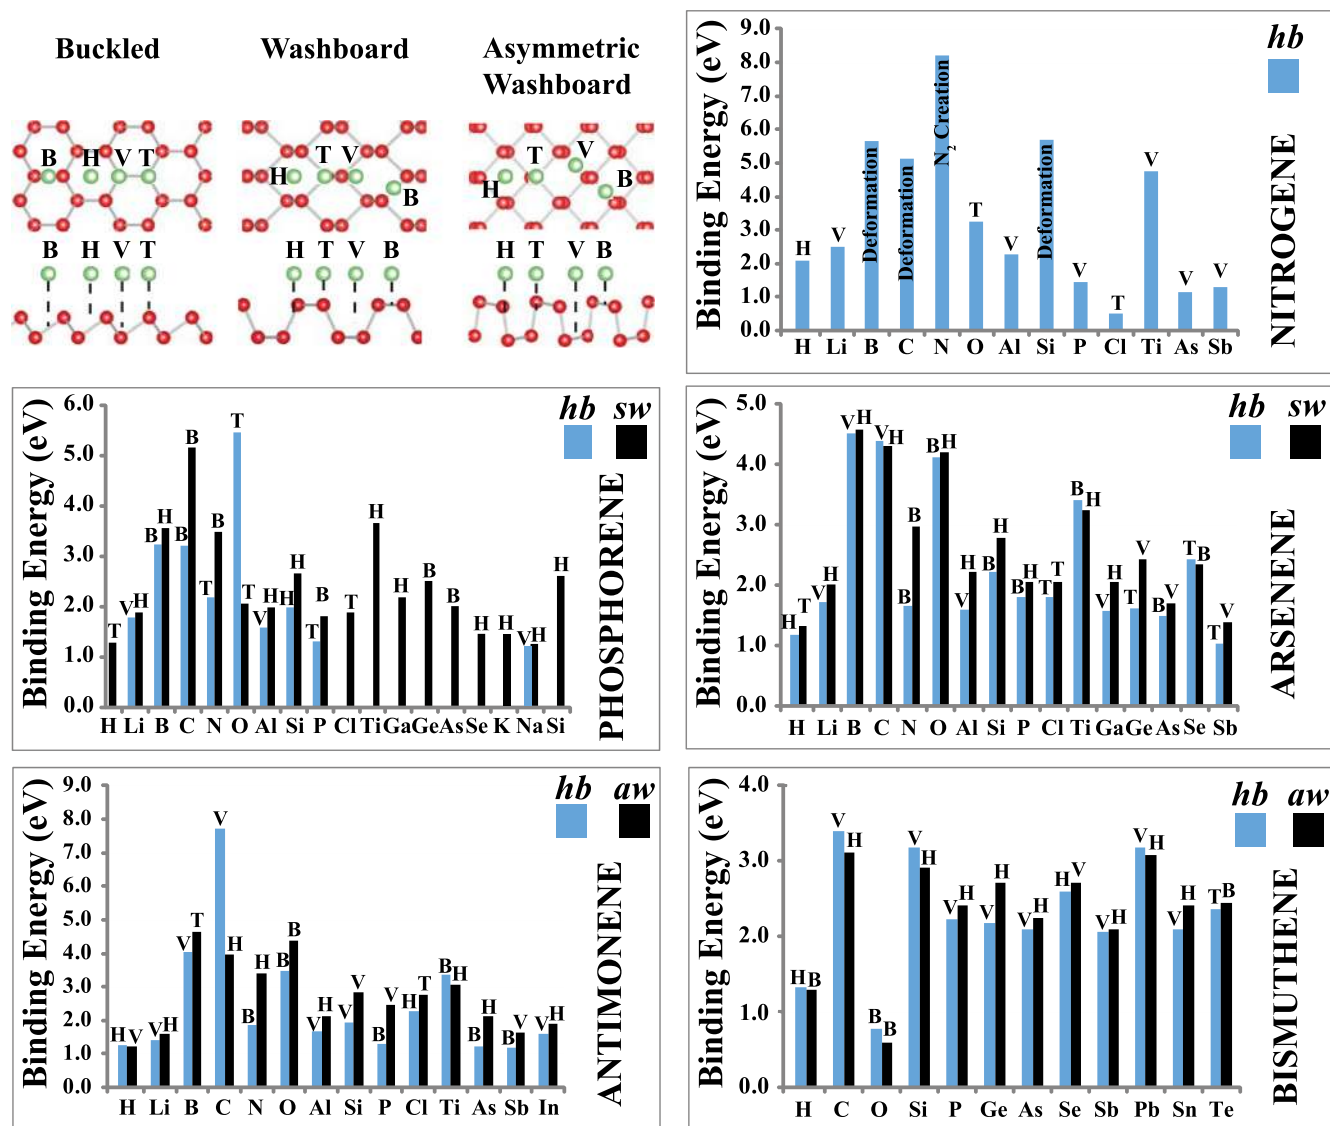 Buckled
Washboard
Asymmetric
Washboard
B H V T
H T V B
H T V B
B H V T
H T V B
H T V B
Binding Energy (eV)
9.0
8.0
7.0
6.0
5.0
4.0
3.0
2.0
1.0
0.0
H V Deformation Deformation N2 Creation T V Deformation V T V V V
H Li B C N O Al Si P Cl Ti As Sb
hb
NITROGENE
Binding Energy (eV)
6.0
5.0
4.0
3.0
2.0
1.0
0.0
T V H B H B B T B T T V H H H T B T H H B T H H V H H
H Li B C N O Al Si P Cl Ti Ga Ge As Se K Na Si
hb sw
PHOSPHORENE
Binding Energy (eV)
5.0
4.0
3.0
2.0
1.0
0.0
H T V H V H V H B B B H V H B H B H T T B H V H T V B V T B T V
H Li B C N O Al Si P Cl Ti Ga Ge As Se Sb
hb sw
ARSENENE
Binding Energy (eV)
9.0
8.0
7.0
6.0
5.0
4.0
3.0
2.0
1.0
0.0
H V V H V T V H B H B B V H V V B V H T B H B H B V V H
H Li B C N O Al Si P Cl Ti As Sb In
hb aw
ANTIMONENE
Binding Energy (eV)
4.0
3.0
2.0
1.0
0.0
H B V H B B V H V H V H V H H V V H V H V H T B
H C O Si P Ge As Se Sb Pb Sn Te
hb aw
BISMUTHENE